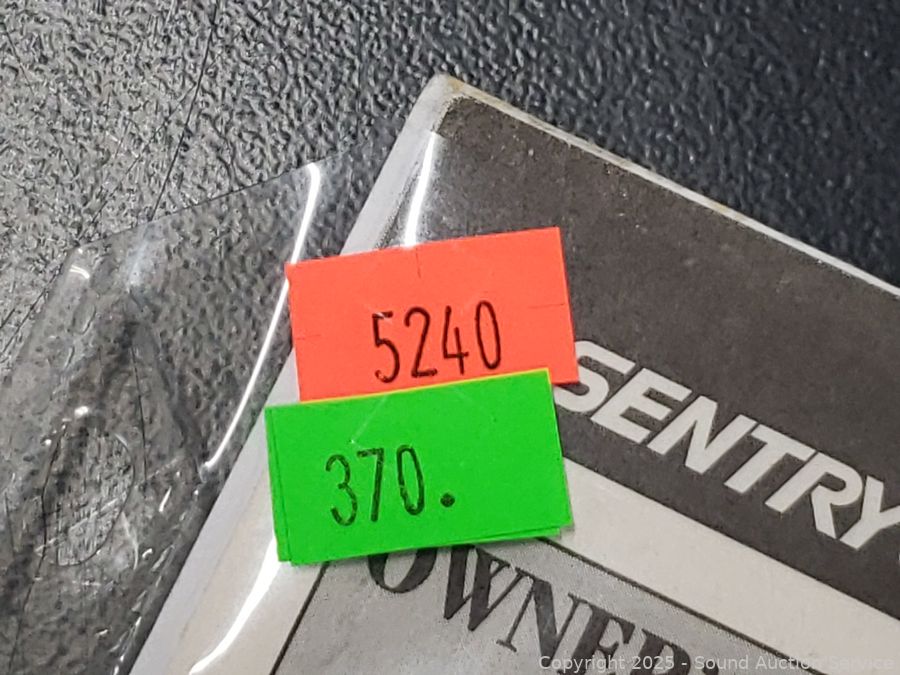 5240
370.
SENTRY
OWNER
Copyright 2025 - Sound Auction Service